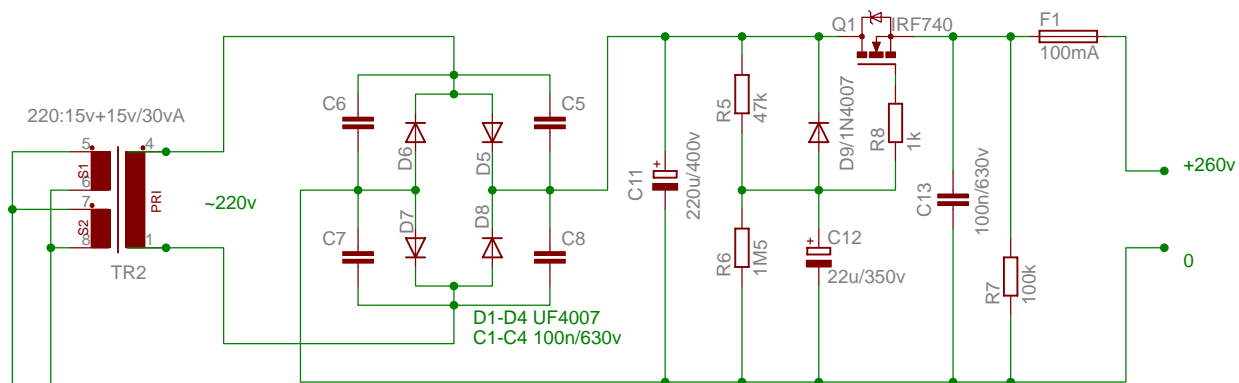 Q1
IRF740
F1
100mA
C6
C5
R5
47k
D9/1N4007
R8
1k
220:15v+15v/30vA
5
4
S1
6
7
S2
8
PRI
1
TR2
~220v
D6
D5
D7
D8
C7
C8
C11
+
220u/400v
R6
1M5
+
C12
22u/350v
C13
100n/630v
R7
100k
+260v
0
D1-D4 UF4007
C1-C4 100n/630v